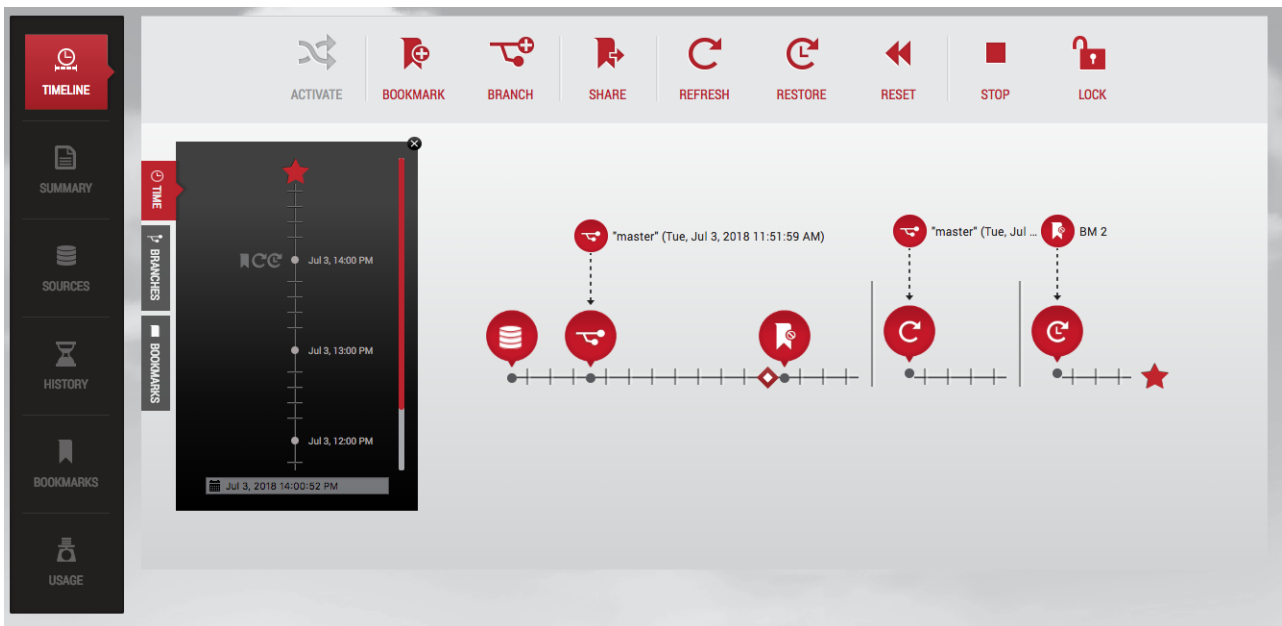 TIMELINE
SUMMARY
SOURCES
HISTORY
BOOKMARKS
USAGE
ACTIVATE
BOOKMARK
BRANCH
SHARE
REFRESH
RESTORE
RESET
STOP
LOCK
TIME
BRANCHES
BOOKMARKS
Jul 3, 14:00 PM
Jul 3, 13:00 PM
Jul 3, 12:00 PM
Jul 3, 2018 14:00:52 PM
"master" (Tue, Jul 3, 2018 11:51:59 AM)
"master" (Tue, Jul ...
BM 2